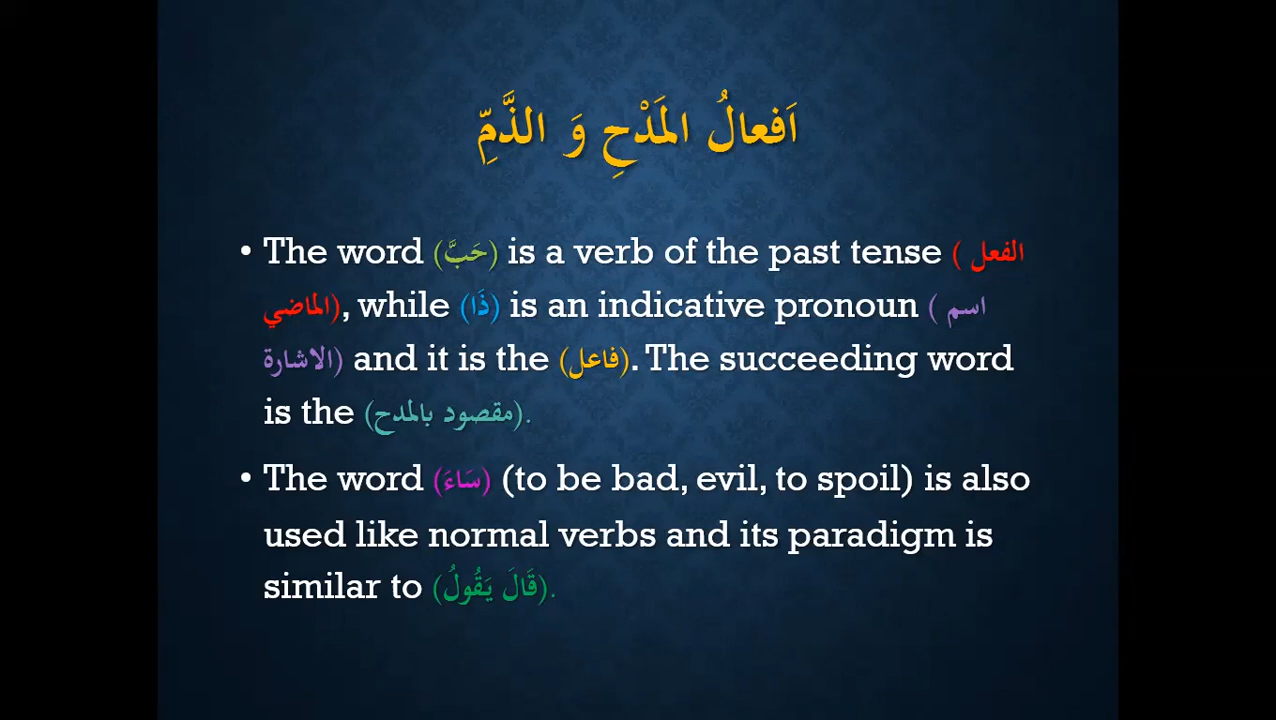 اَفعالُ المَدْحِ وَ الذَّمِّ
• The word (حَبَّ) is a verb of the past tense (الفعل
الماضي), while (ذَا) is an indicative pronoun (اسم
الاشارة) and it is the (فاعل). The succeeding word
is the (مقصود بالمدح).
• The word (سَاءَ) (to be bad, evil, to spoil) is also
used like normal verbs and its paradigm is
similar to (قَالَ يَقُولُ).